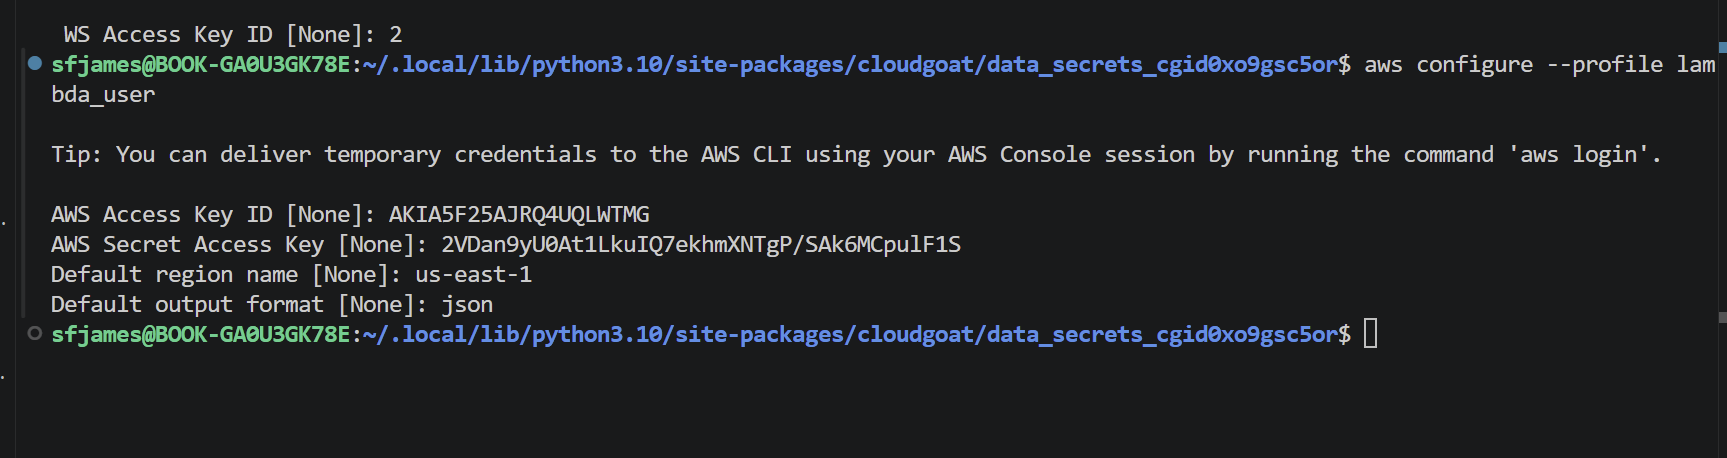 WS Access Key ID [None]: 2
sfjames@BOOK-GA0U3GK78E:~/.local/lib/python3.10/site-packages/cloudgoat/data_secrets_cgid0xo9gsc5or$ aws configure --profile lam
bda_user
Tip: You can deliver temporary credentials to the AWS CLI using your AWS Console session by running the command 'aws login'.
AWS Access Key ID [None]: AKIA5F25AJRQ4UQLWTMG
AWS Secret Access Key [None]: 2VDan9yU0At1LkuIQ7ekhmXNTgP/SAk6MCpulF1S
Default region name [None]: us-east-1
Default output format [None]: json
sfjames@BOOK-GA0U3GK78E:~/.local/lib/python3.10/site-packages/cloudgoat/data_secrets_cgid0xo9gsc5or$